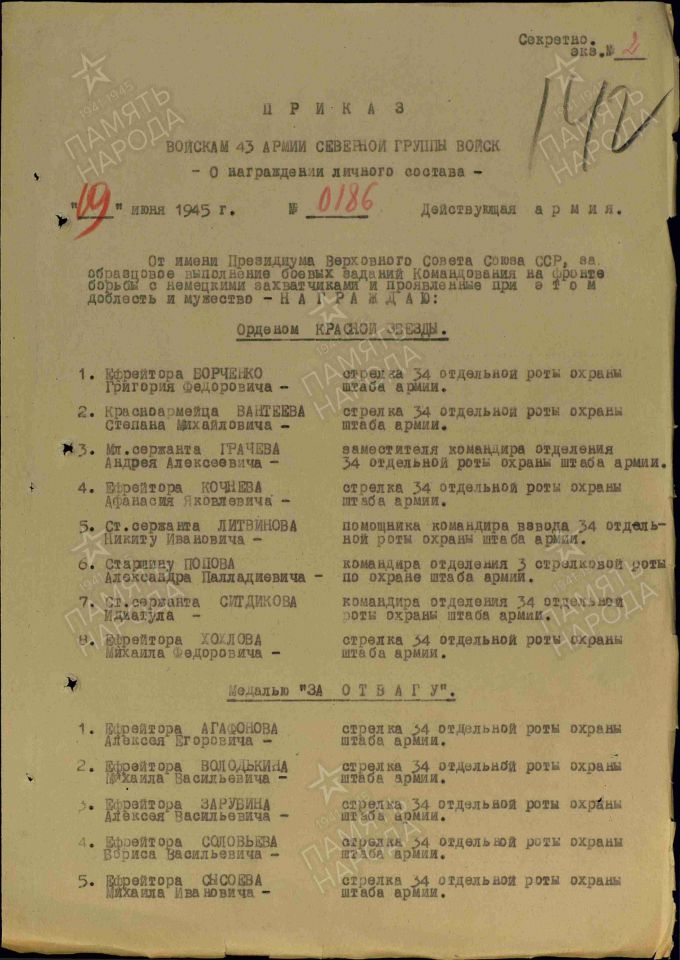 Секретно.
экз.№ 2
142
П Р И К А З
ВОЙСКАМ 43 АРМИИ СЕВЕРНОЙ ГРУППЫ ВОЙСК
- О награждении личного состава -
"09" июня 1945 г. № 0186 Действующая а р м и я.
От имени Президиума Верховного Совета Союза ССР, за
образцовое выполнение боевых заданий Командования на фронте
борьбы с немецкими захватчиками и проявленные при э т о м
доблесть и мужество - Н А Г Р А Ж Д А Ю:
Орденом КРАСНОЙ ЗВЕЗДЫ.
1. Ефрейтора БОРЧЕНКО стрелка 34 отдельной роты охраны
Григория Федоровича - штаба армии.
2. Красноармейца ВАНТЕЕВА стрелка 34 отдельной роты охраны
Степана Михайловича - штаба армии.
3. Мл.сержанта ГРАЧЕВА заместителя командира отделения
Андрея Алексеевича - 34 отдельной роты охраны штаба армии.
4. Ефрейтора КОЧНЕВА стрелка 34 отдельной роты охраны
Афанасия Яковлевича - штаба армии.
5. Ст.сержанта ЛИТВИНОВА помощника командира взвода 34 отдель-
Никиту Ивановича - ной роты охраны штаба армии.
6. Старшину ПОПОВА командира отделения 3 стрелковой роты
Александра Палладиевича - по охране штаба армии.
7. Ст.сержанта СИТДИКОВА командира отделения 34 отдельной
Идиатула - роты охраны штаба армии.
8. Ефрейтора ХОХЛОВА стрелка 34 отдельной роты охраны
Михаила Федоровича - штаба армии.
Медалью "ЗА О Т В А Г У".
1. Ефрейтора АГАФОНОВА стрелка 34 отдельной роты охраны
Алексея Егоровича - штаба армии.
2. Ефрейтора ВОЛОДЬКИНА стрелка 34 отдельной роты охраны
Михаила Васильевича - штаба армии.
3. Ефрейтора ЗАРУБИНА стрелка 34 отдельной роты охраны
Алексея Васильевича - штаба армии.
4. Ефрейтора СОЛОВЬЕВА стрелка 34 отдельной роты охраны
Бориса Васильевича - штаба армии.
5. Ефрейтора СЫСОЕВА стрелка 34 отдельной роты охраны
Михаила Ивановича - штаба армии.
1941-1945
ПАМЯТЬ
НАРОДА